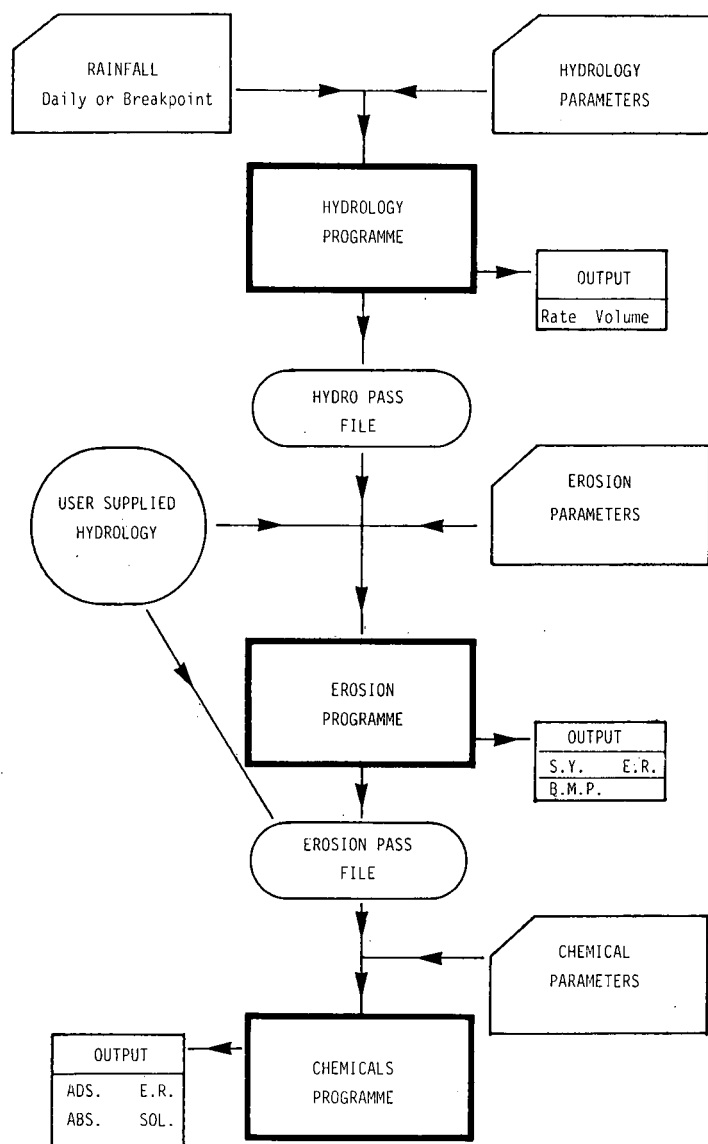 RAINFALL
Daily or Breakpoint
HYDROLOGY
PARAMETERS
HYDROLOGY
PROGRAMME
OUTPUT
Rate Volume
HYDRO PASS
FILE
USER SUPPLIED
HYDROLOGY
EROSION
PARAMETERS
EROSION
PROGRAMME
OUTPUT
S.Y. E.R.
B.M.P.
EROSION PASS
FILE
CHEMICAL
PARAMETERS
CHEMICALS
PROGRAMME
OUTPUT
ADS. E.R.
ABS. SOL.